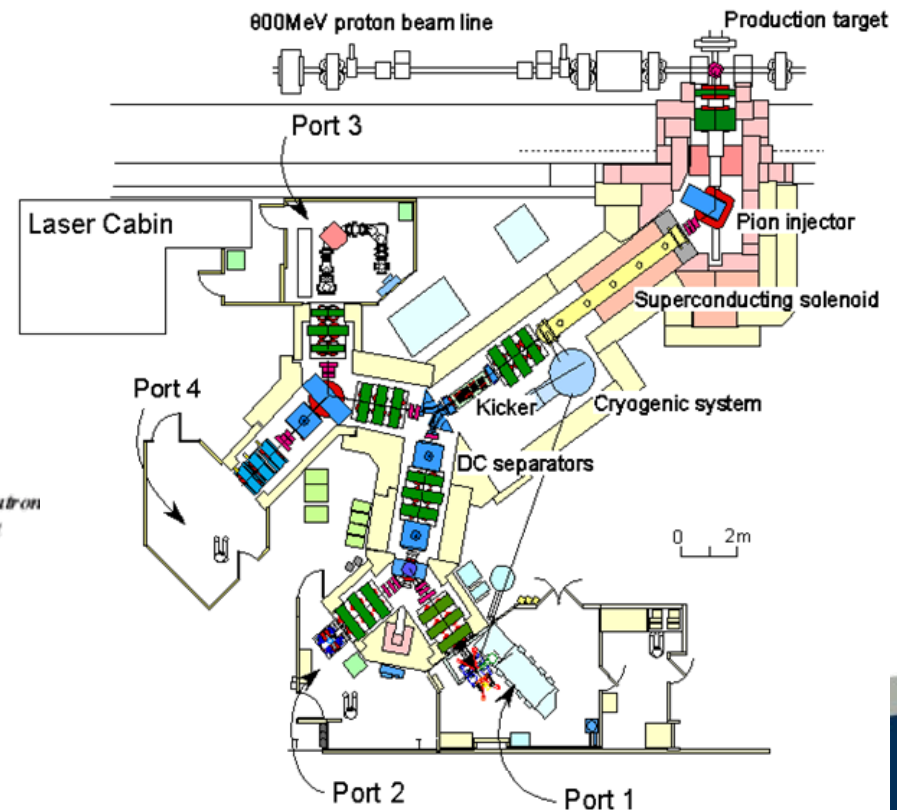 800MeV proton beam line
Production target
Port 3
Laser Cabin
Pion injector
Superconducting solenoid
Port 4
Kicker
Cryogenic system
DC separators
0 2m
Port 2
Port 1